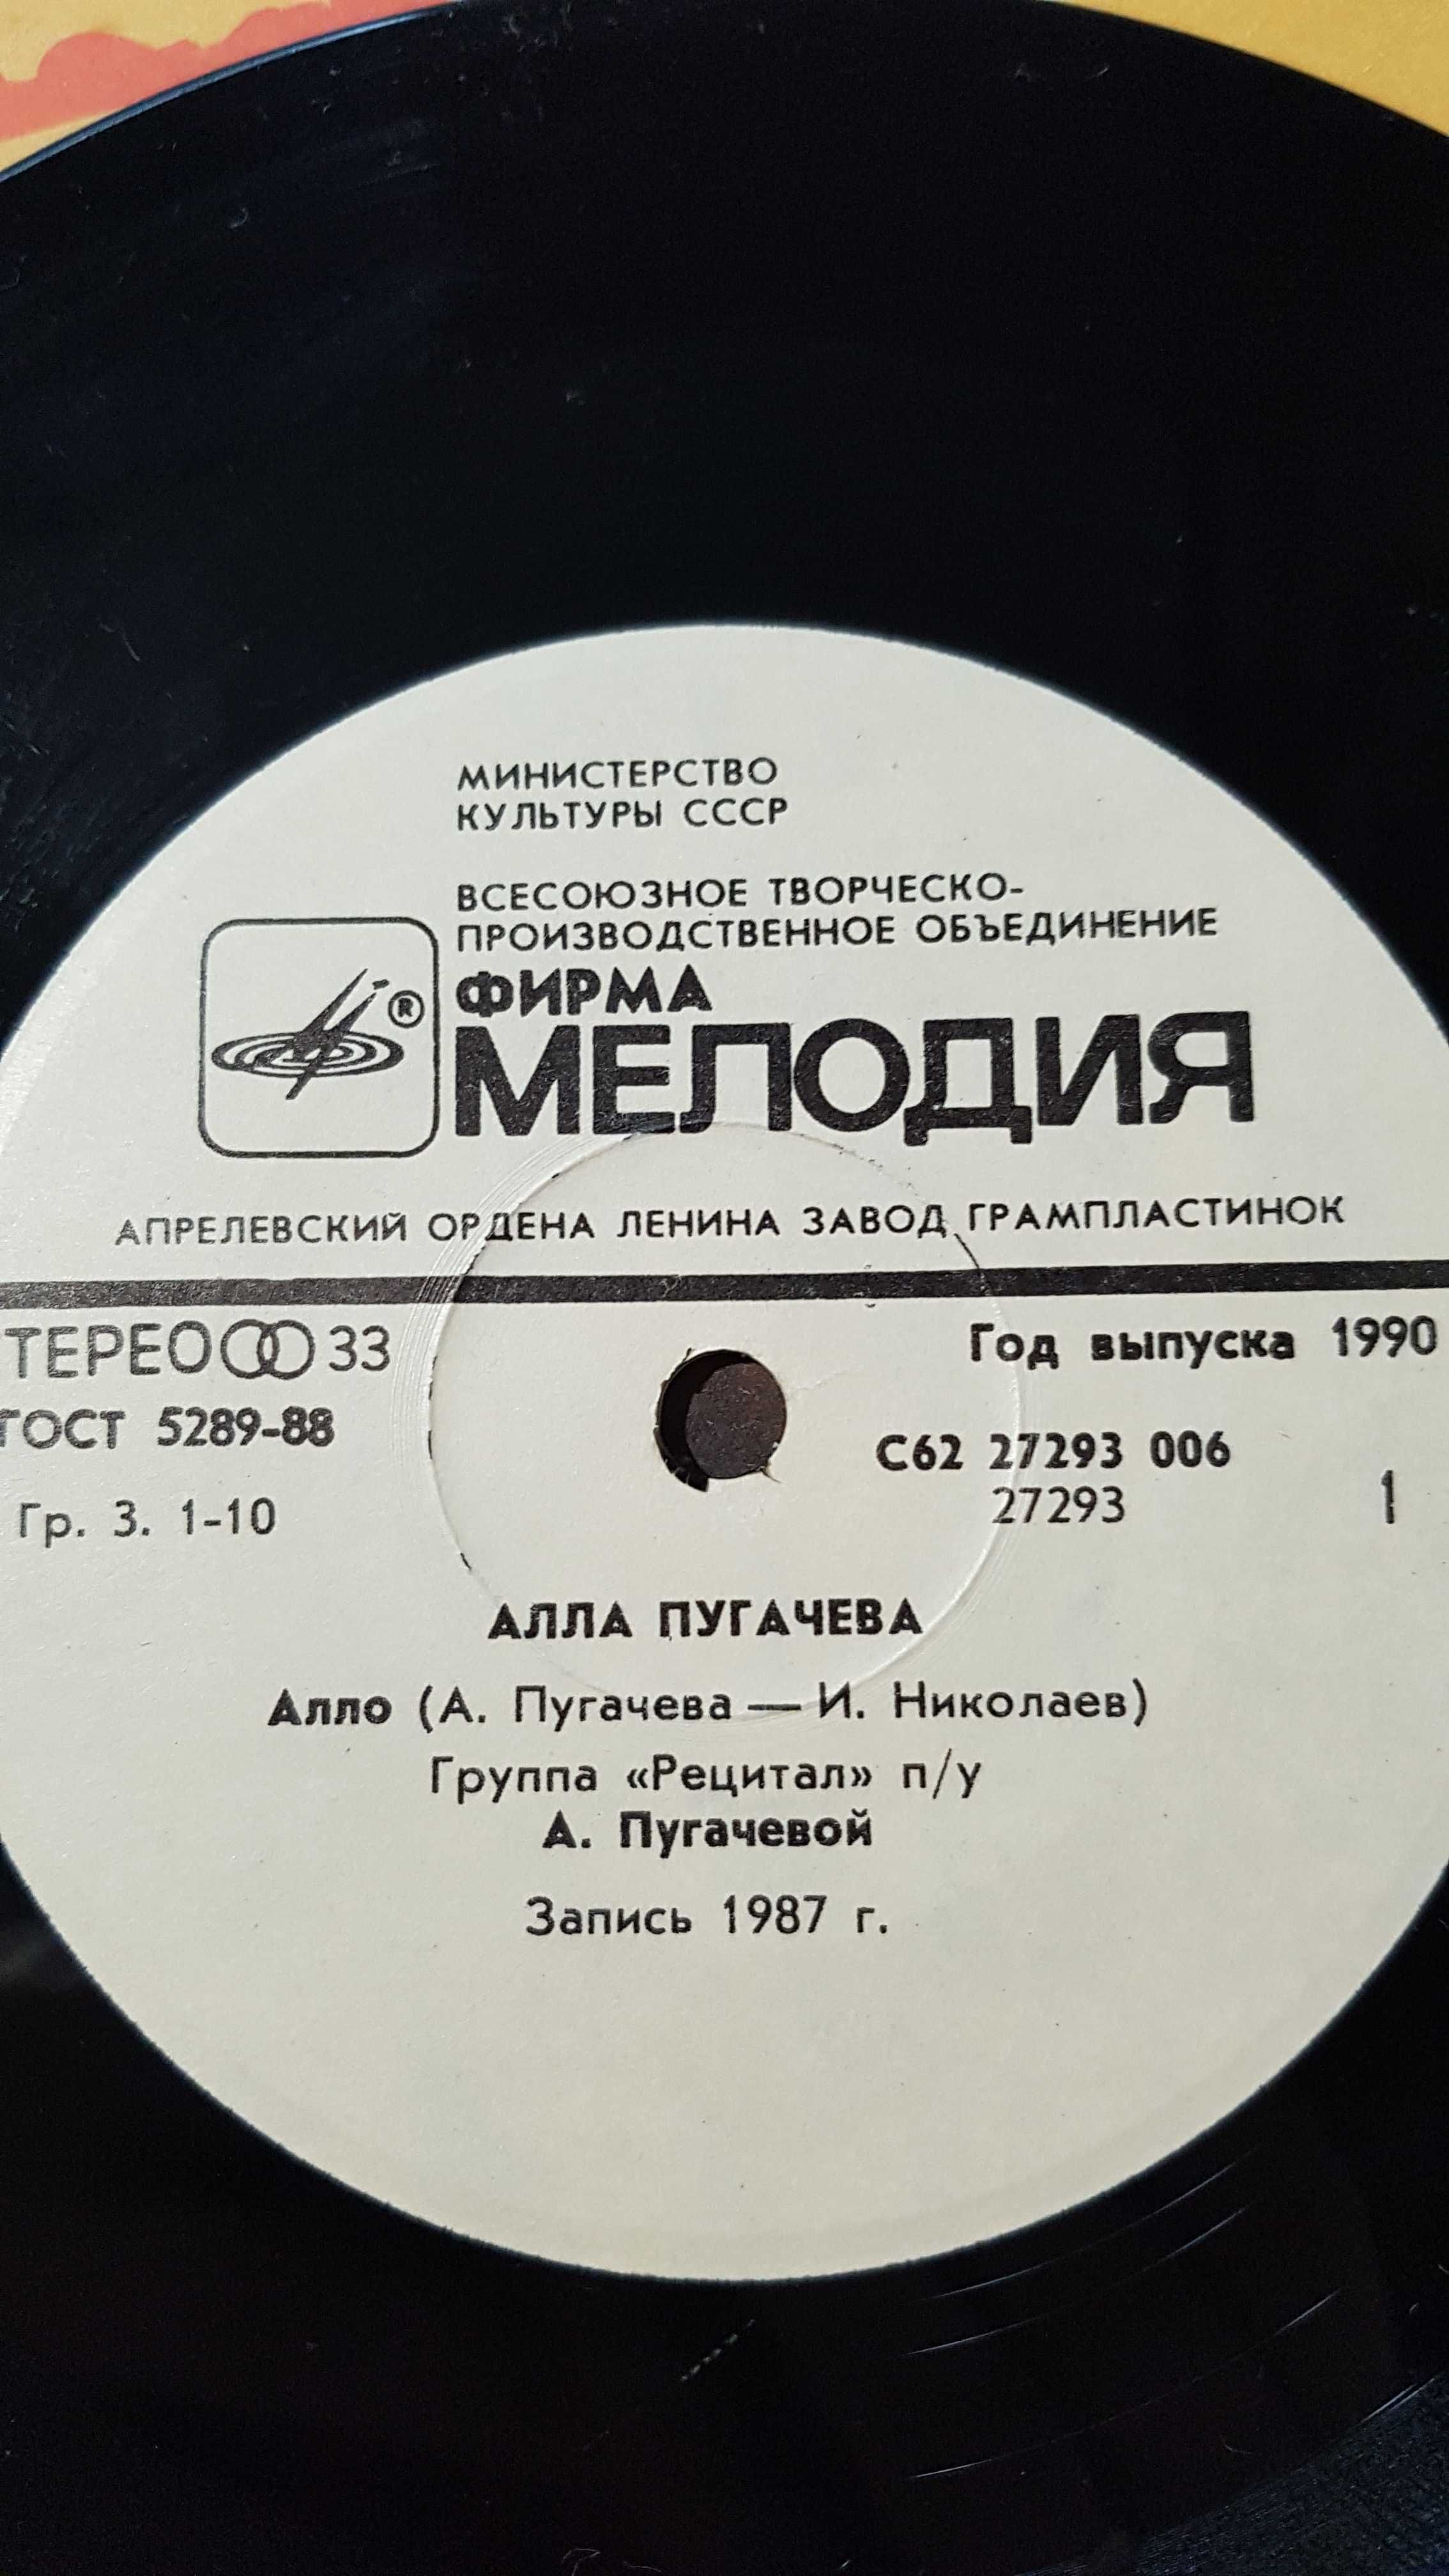 МИНИСТЕРСТВО
КУЛЬТУРЫ СССР
ВСЕСОЮЗНОЕ ТВОРЧЕСКО-
ПРОИЗВОДСТВЕННОЕ ОБЪЕДИНЕНИЕ
ФИРМА
®
МЕЛОДИЯ
АПРЕЛЕВСКИЙ ОРДЕНА ЛЕНИНА ЗАВОД ГРАМПЛАСТИНОК
ТЕРЕО 33
Год выпуска 1990
ГОСТ 5289-88
С62 27293 006
27293
1
Гр. 3. 1-10
АЛЛА ПУГАЧЕВА
Алло (А. Пугачева — И. Николаев)
Группа «Рецитал» п/у
А. Пугачевой
Запись 1987 г.